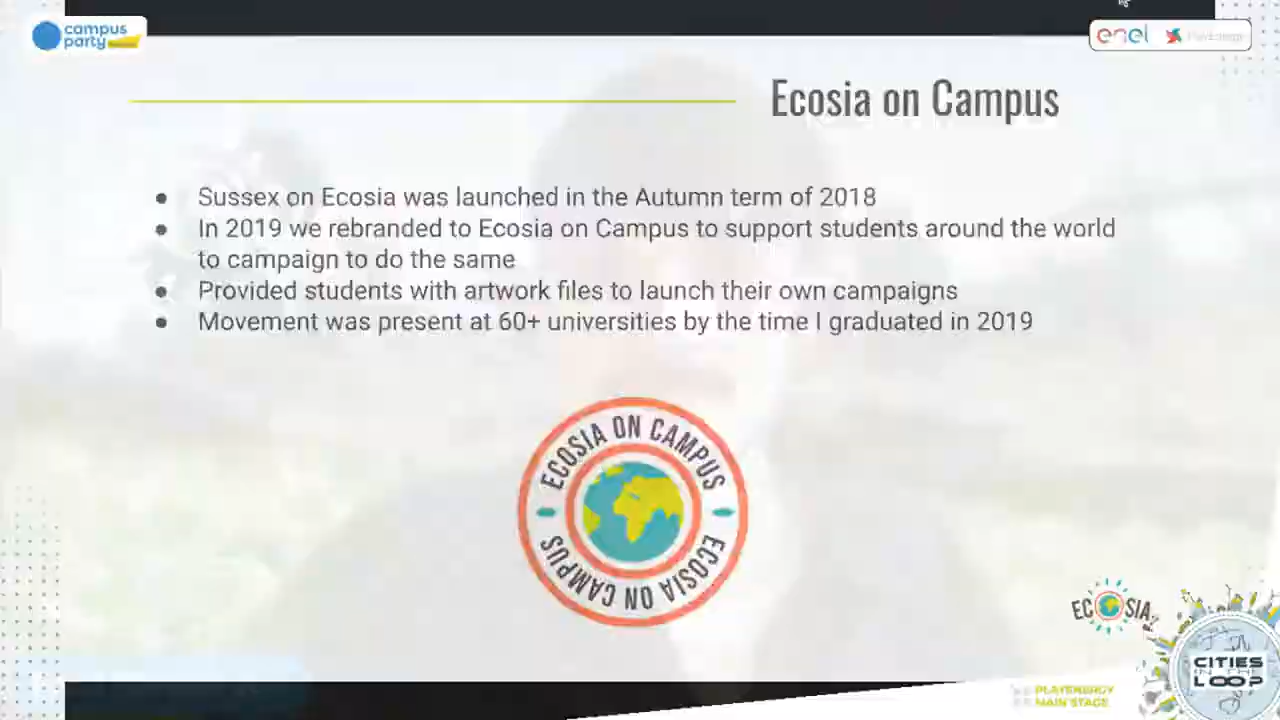 campus
party
enel
Ecosia on Campus
● Sussex on Ecosia was launched in the Autumn term of 2018
● In 2019 we rebranded to Ecosia on Campus to support students around the world
to campaign to do the same
● Provided students with artwork files to launch their own campaigns
● Movement was present at 60+ universities by the time I graduated in 2019
ECOSIA ON CAMPUS
ECOSIA ON CAMPUS
ECOSIA
CITIES
IN THE
LOOP
PLAYENERGY
MAIN STAGE